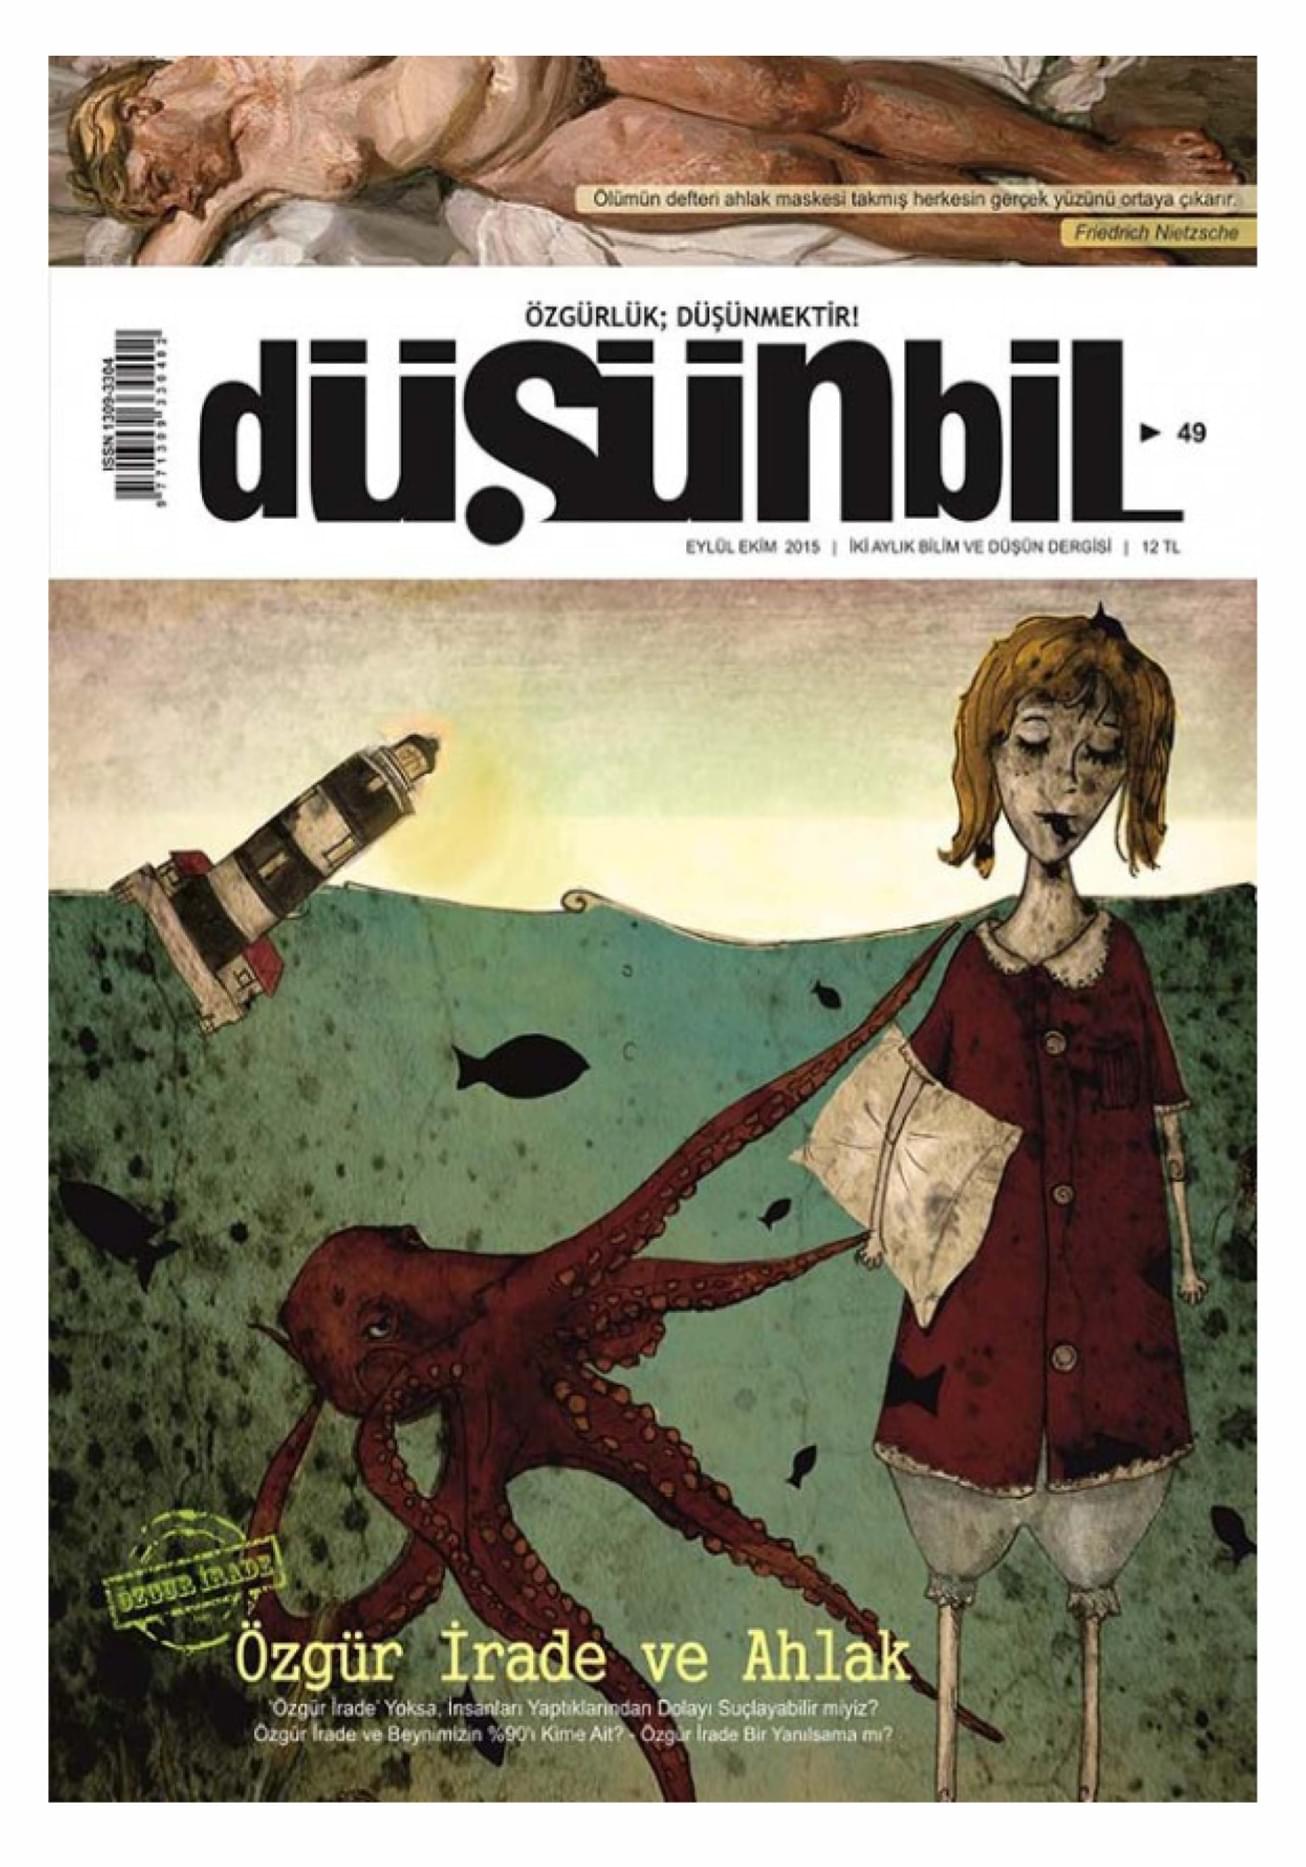 Ölümün defteri ahlak maskesi takmış herkesin gerçek yüzünü ortaya çıkarır.
Friedrich Nietzsche
ÖZGÜRLÜK; DÜŞÜNMEKTİR!
düşünbil
49
ISSN 1309-3304
9 771309 330402
EYLÜL EKİM 2015 | İKİ AYLIK BİLİM VE DÜŞÜN DERGİSİ | 12 TL
ÖZGÜR İRADE
Özgür İrade ve Ahlak
'Özgür İrade' Yoksa, İnsanları Yaptıklarından Dolayı Suçlayabilir miyiz?
Özgür İrade ve Beynimizin %90'ı Kime Ait? - Özgür İrade Bir Yanılsama mı?